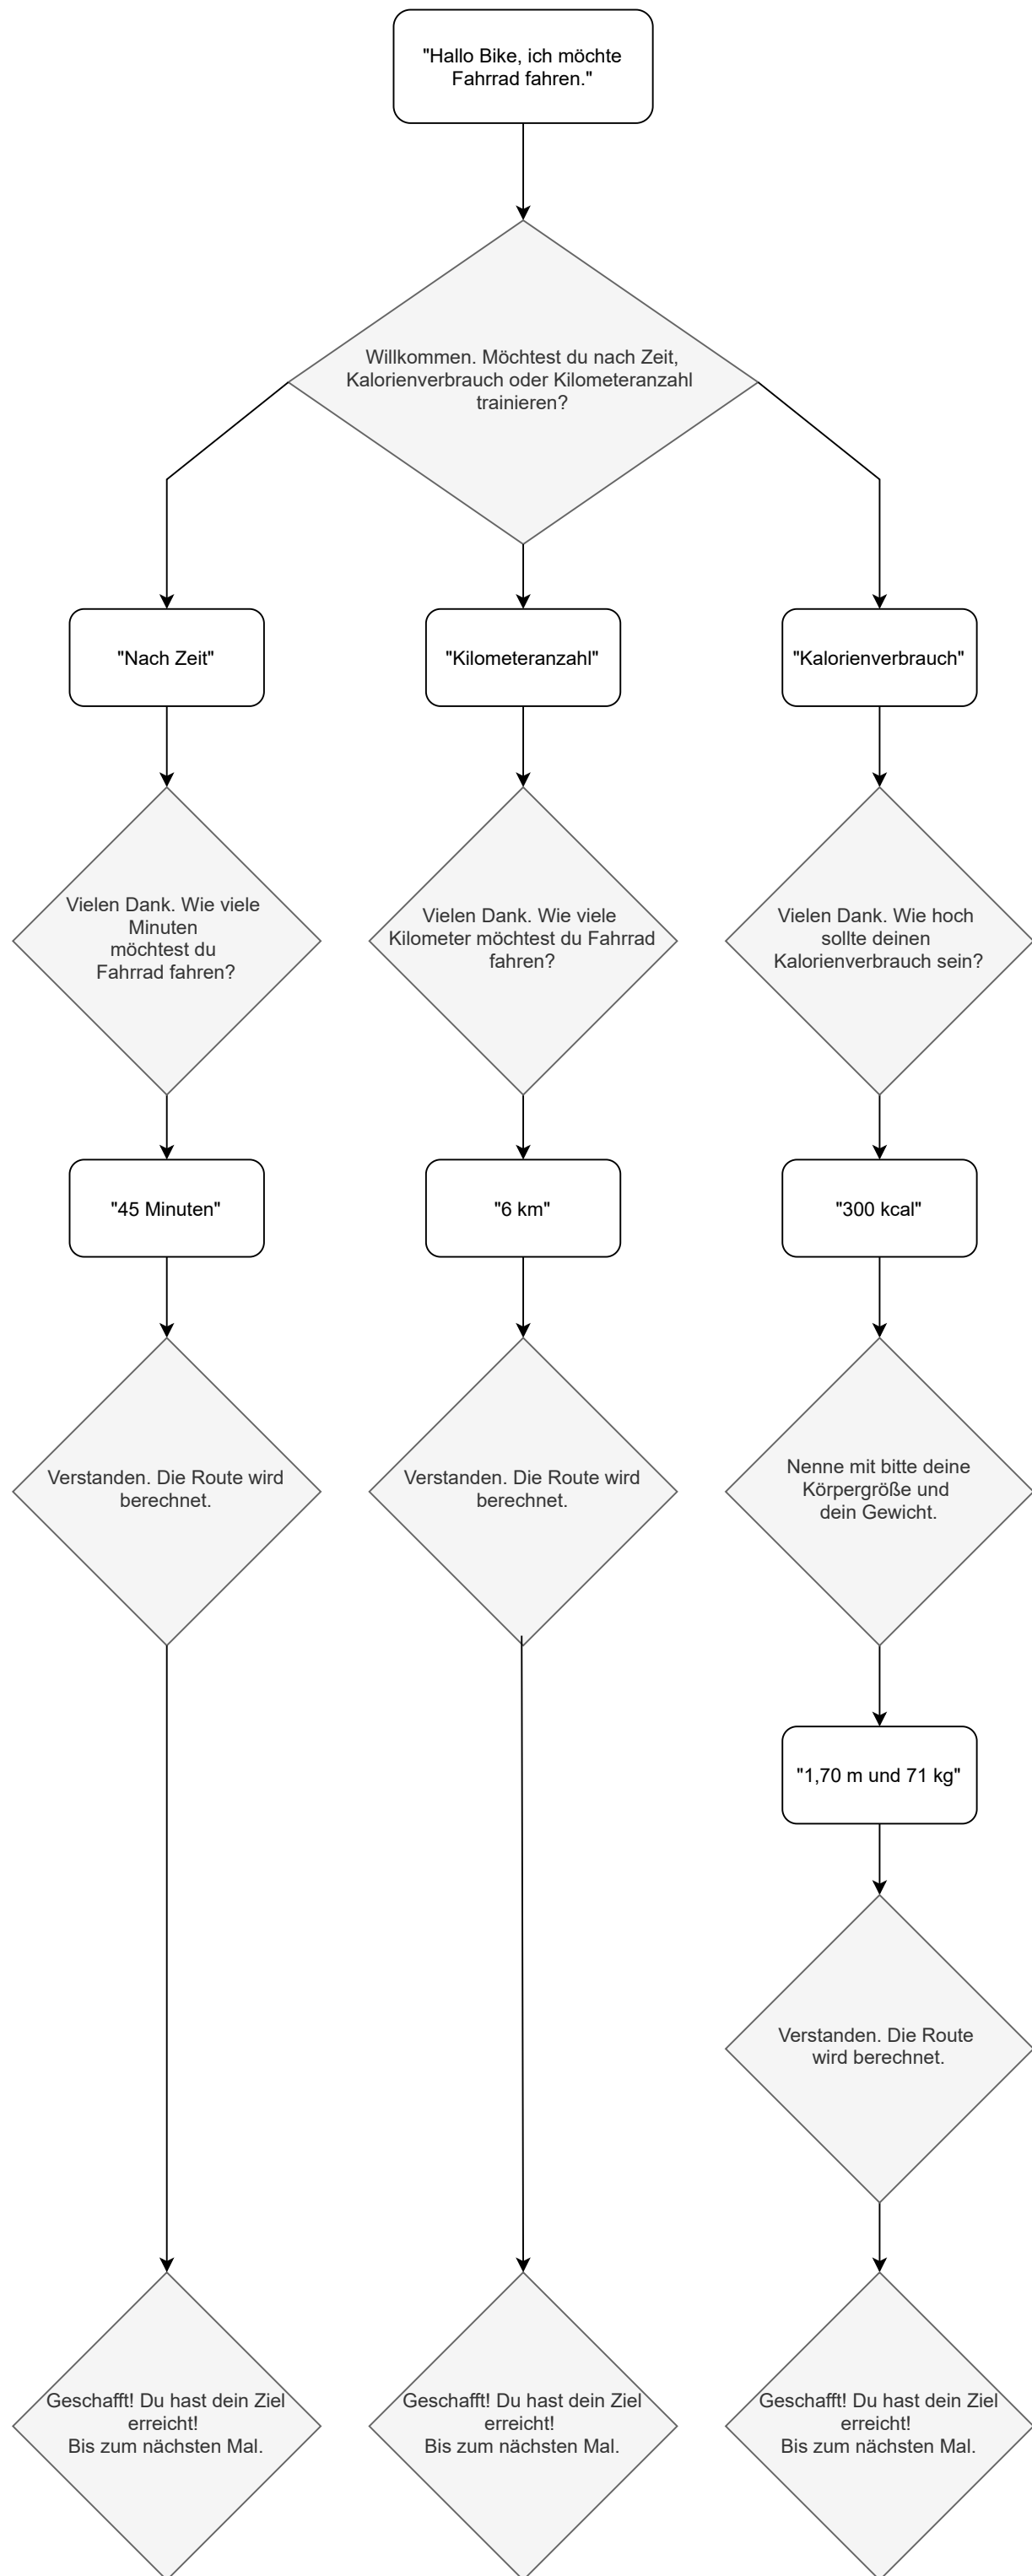 "Hallo Bike, ich möchte
Fahrrad fahren."
Willkommen. Möchtest du nach Zeit,
Kalorienverbrauch oder Kilometeranzahl
trainieren?
"Nach Zeit"
"Kilometeranzahl"
"Kalorienverbrauch"
Vielen Dank. Wie viele
Minuten
möchtest du
Fahrrad fahren?
Vielen Dank. Wie viele
Kilometer möchtest du Fahrrad
fahren?
Vielen Dank. Wie hoch
sollte deinen
Kalorienverbrauch sein?
"45 Minuten"
"6 km"
"300 kcal"
Verstanden. Die Route wird
berechnet.
Verstanden. Die Route wird
berechnet.
Nenne mit bitte deine
Körpergröße und
dein Gewicht.
"1,70 m und 71 kg"
Verstanden. Die Route
wird berechnet.
Geschafft! Du hast dein Ziel
erreicht!
Bis zum nächsten Mal.
Geschafft! Du hast dein Ziel
erreicht!
Bis zum nächsten Mal.
Geschafft! Du hast dein Ziel
erreicht!
Bis zum nächsten Mal.